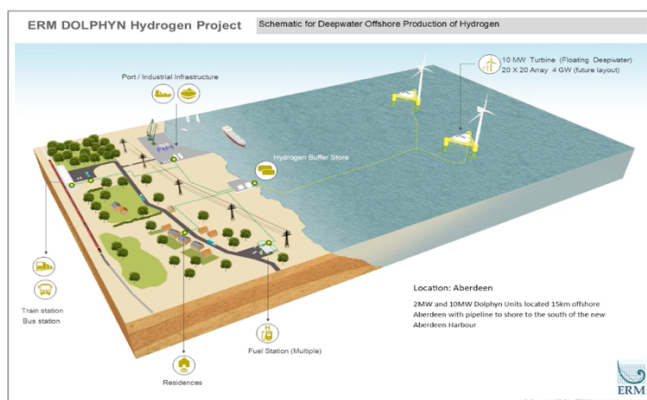 ERM DOLPHYN Hydrogen Project
Schematic for Deepwater Offshore Production of Hydrogen
10 MW Turbine (Floating Deepwater)
20 X 20 Array 4 GW (future layout)
Port / Industrial Infrastructure
Hydrogen Buffer Store
Train station
Bus station
Fuel Station (Multiple)
Residences
Location: Aberdeen
2MW and 10MW Dolphyn Units located 15km offshore
Aberdeen with pipeline to shore to the south of the new
Aberdeen Harbour
H
ERM